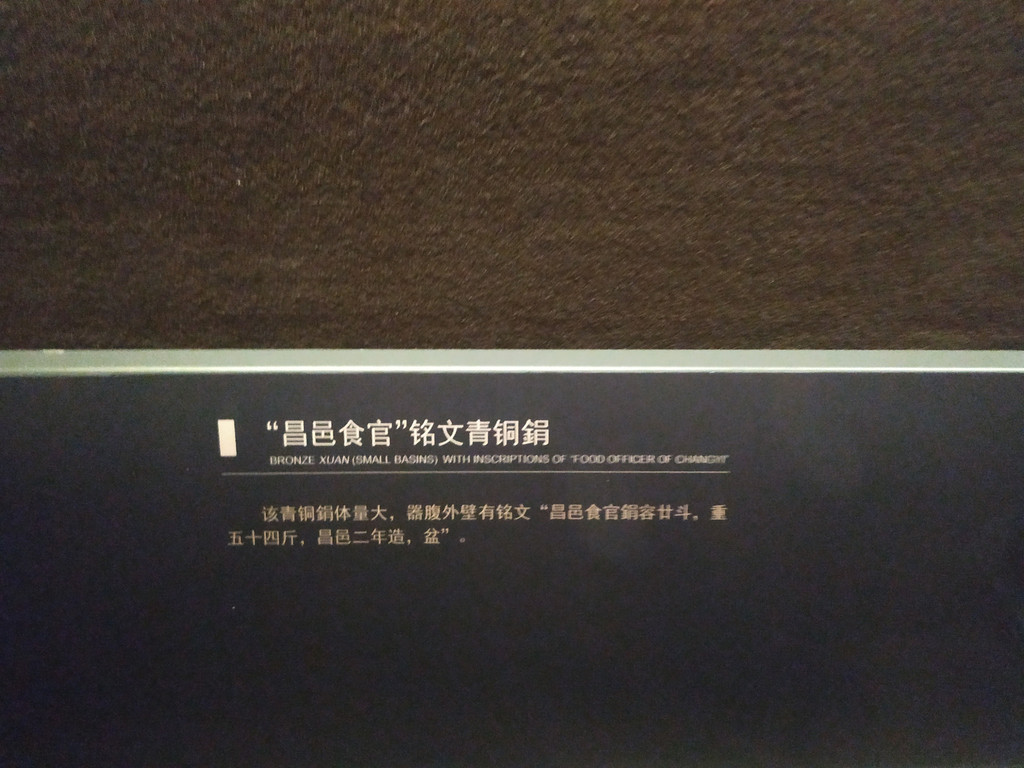 “昌邑食官”铭文青铜鋗
BRONZE XUAN (SMALL BASINS) WITH INSCRIPTIONS OF "FOOD OFFICER OF CHANGYI"
该青铜鋗体量大，器腹外壁有铭文“昌邑食官鋗容廿斗，重
五十四斤，昌邑二年造，盆”。